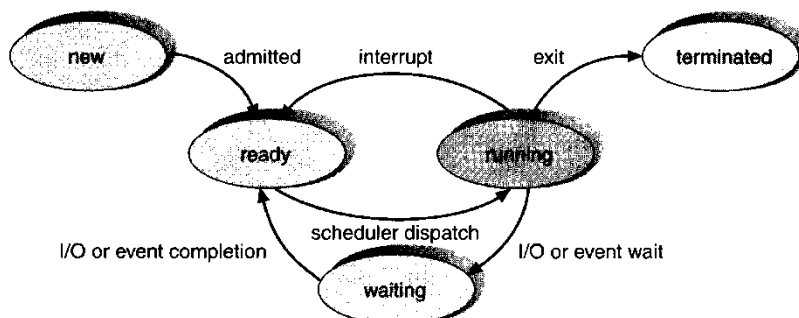 new
admitted
interrupt
exit
terminated
ready
running
scheduler dispatch
I/O or event completion
I/O or event wait
waiting